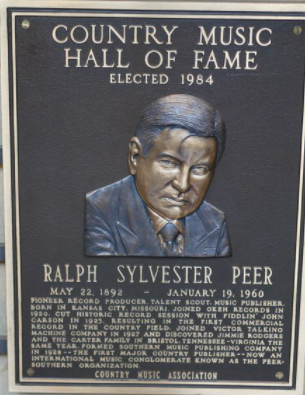 COUNTRY MUSIC
HALL OF FAME
ELECTED 1984
RALPH SYLVESTER PEER
MAY 22, 1892 - JANUARY 19, 1960
PIONEER RECORD PRODUCER, TALENT SCOUT, MUSIC PUBLISHER.
BORN IN KANSAS CITY, MISSOURI. JOINED OKEH RECORDS IN
1920. CUT HISTORIC RECORD SESSION WITH FIDDLIN' JOHN
CARSON IN 1923, RESULTING IN THE FIRST COMMERCIAL
RECORD IN THE COUNTRY FIELD. JOINED VICTOR TALKING
MACHINE COMPANY IN 1927 AND DISCOVERED JIMMIE RODGERS
AND THE CARTER FAMILY IN BRISTOL, TENNESSEE-VIRGINIA THE
SAME YEAR. FORMED SOUTHERN MUSIC PUBLISHING COMPANY
IN 1928--THE FIRST MAJOR COUNTRY PUBLISHER--NOW AN
INTERNATIONAL MUSIC CONGLOMERATE KNOWN AS THE PEER-
SOUTHERN ORGANIZATION.
COUNTRY MUSIC ASSOCIATION